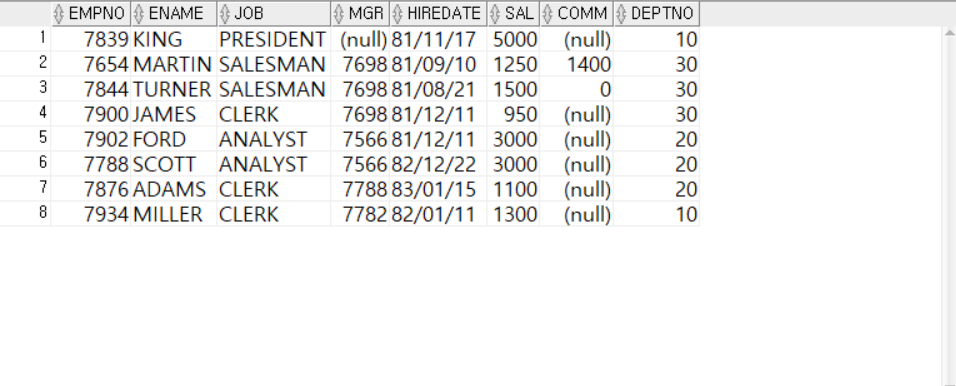 EMPNO ENAME JOB MGR HIREDATE SAL COMM DEPTNO
1 7839 KING PRESIDENT (null) 81/11/17 5000 (null) 10
2 7654 MARTIN SALESMAN 7698 81/09/10 1250 1400 30
3 7844 TURNER SALESMAN 7698 81/08/21 1500 0 30
4 7900 JAMES CLERK 7698 81/12/11 950 (null) 30
5 7902 FORD ANALYST 7566 81/12/11 3000 (null) 20
6 7788 SCOTT ANALYST 7566 82/12/22 3000 (null) 20
7 7876 ADAMS CLERK 7788 83/01/15 1100 (null) 20
8 7934 MILLER CLERK 7782 82/01/11 1300 (null) 10